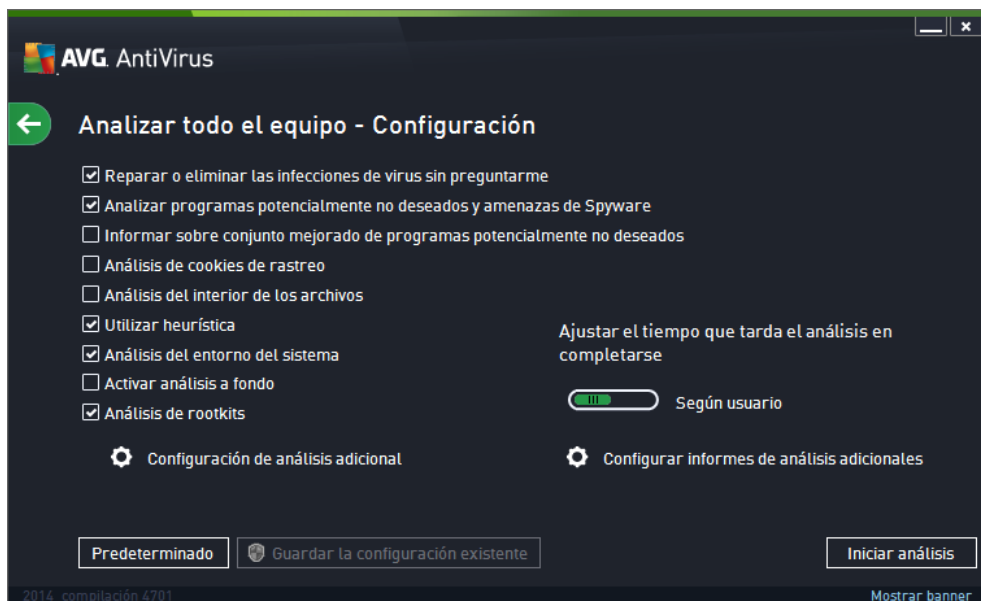 AVG. AntiVirus
Analizar todo el equipo - Configuración
Reparar o eliminar las infecciones de virus sin preguntarme
Analizar programas potencialmente no deseados y amenazas de Spyware
Informar sobre conjunto mejorado de programas potencialmente no deseados
Análisis de cookies de rastreo
Análisis del interior de los archivos
Utilizar heurística
Análisis del entorno del sistema
Activar análisis a fondo
Análisis de rootkits
Ajustar el tiempo que tarda el análisis en
completarse
Según usuario
Configuración de análisis adicional
Configurar informes de análisis adicionales
Predeterminado
Guardar la configuración existente
Iniciar análisis
2014 compilación 4701
Mostrar banner